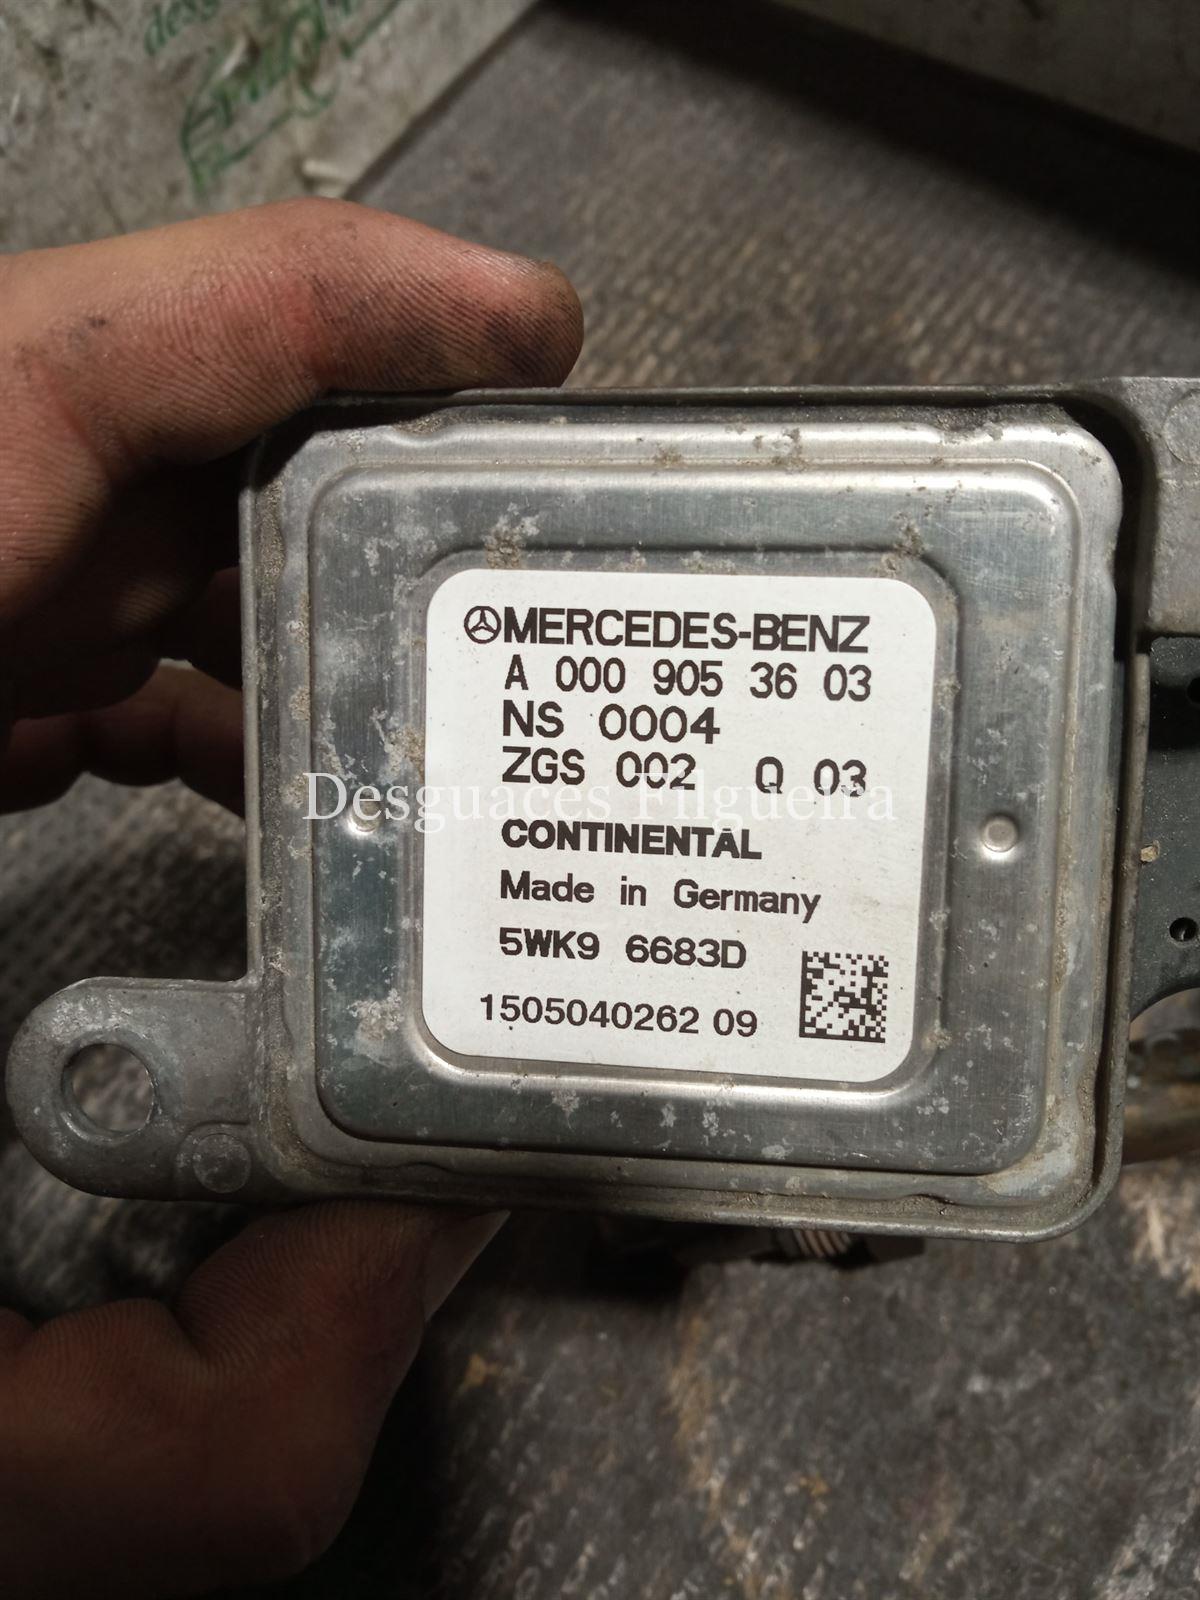 MERCEDES-BENZ
A 000 905 36 03
NS 0004
ZGS 002 Q 03
Desguaces Filgueira
CONTINENTAL
Made in Germany
5WK9 6683D
1505040262 09